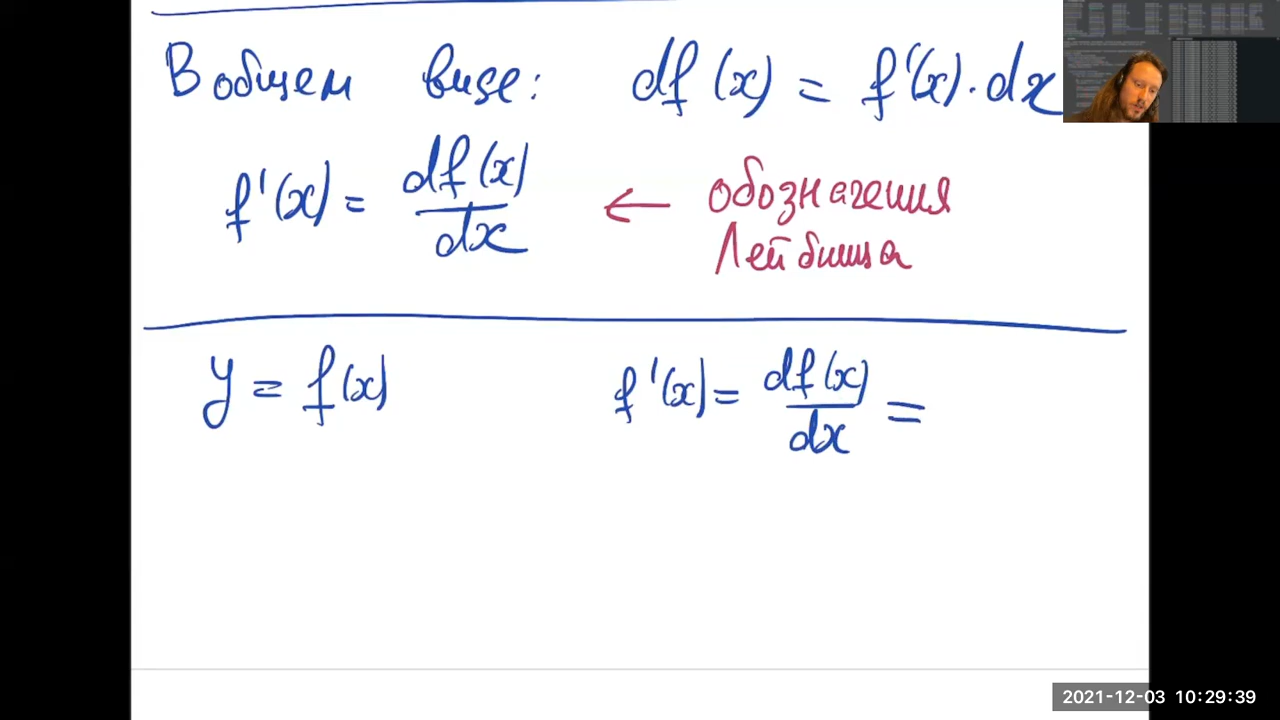 В общем виде: df(x) = f'(x)·dx
f'(x) = df(x)/dx ← обозначения
Лейбница
y = f(x) f'(x) = df(x)/dx =
2021-12-03 10:29:39